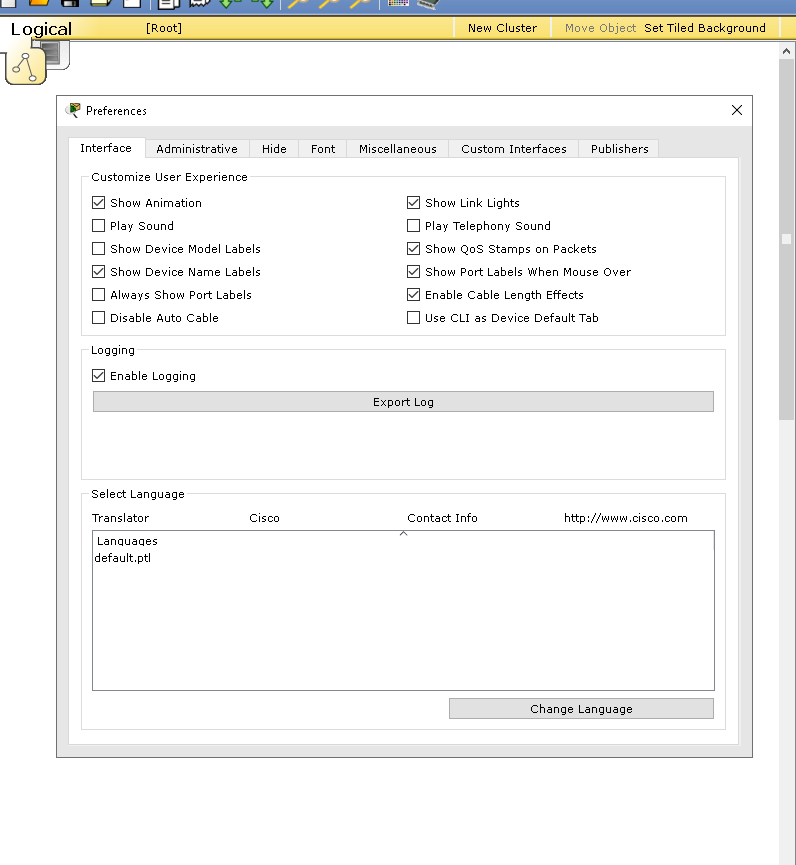 Logical [Root] New Cluster Move Object Set Tiled Background
Preferences
Interface Administrative Hide Font Miscellaneous Custom Interfaces Publishers
Customize User Experience
Show Animation Show Link Lights
Play Sound Play Telephony Sound
Show Device Model Labels Show QoS Stamps on Packets
Show Device Name Labels Show Port Labels When Mouse Over
Always Show Port Labels Enable Cable Length Effects
Disable Auto Cable Use CLI as Device Default Tab
Logging
Enable Logging
Export Log
Select Language
Translator Cisco Contact Info http://www.cisco.com
Languages
default.ptl
Change Language